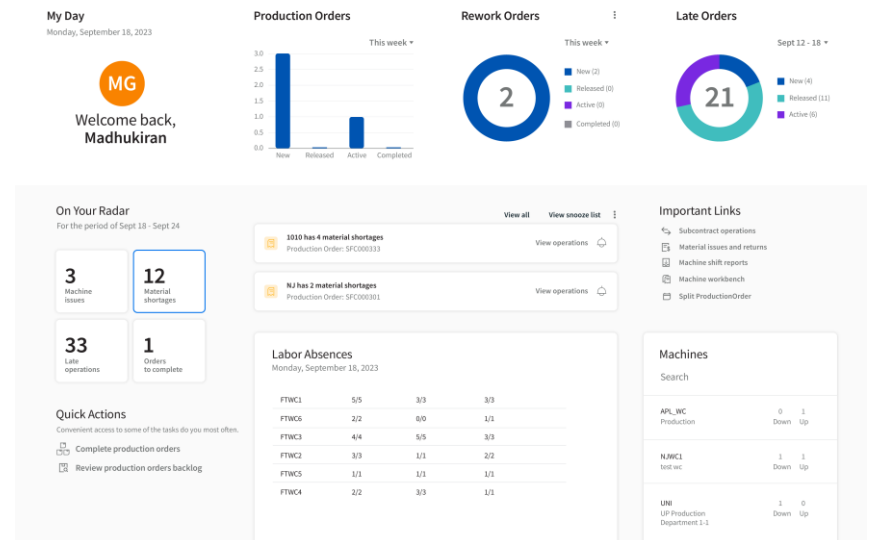 My Day
Monday, September 18, 2023
MG
Welcome back,
Madhukiran
Production Orders
This week
3.0
2.5
2.0
1.5
1.0
0.5
0.0
New Released Active Completed
Rework Orders
This week
2
New (2)
Released (0)
Active (0)
Completed (0)
Late Orders
Sept 12 - 18
21
New (4)
Released (11)
Active (6)
On Your Radar
For the period of Sept 18 - Sept 24
3
Machine
issues
12
Material
shortages
33
Late
operations
1
Orders
to complete
Quick Actions
Convenient access to some of the tasks do you most often.
Complete production orders
Review production orders backlog
View all View snooze list
1010 has 4 material shortages
Production Order: SFC000333
View operations
NJ has 2 material shortages
Production Order: SFC000301
View operations
Labor Absences
Monday, September 18, 2023
FTWC1 5/5 3/3 3/3
FTWC6 2/2 0/0 1/1
FTWC3 4/4 5/5 3/3
FTWC2 3/3 1/1 2/2
FTWC5 1/1 1/1 1/1
FTWC4 2/2 3/3 1/1
Important Links
Subcontract operations
Material issues and returns
Machine shift reports
Machine workbench
Split ProductionOrder
Machines
Search
APL_WC 0 1
Production Down Up
NJWC1 1 1
test wc Down Up
UNI 1 0
UP Production Down Up
Department 1-1